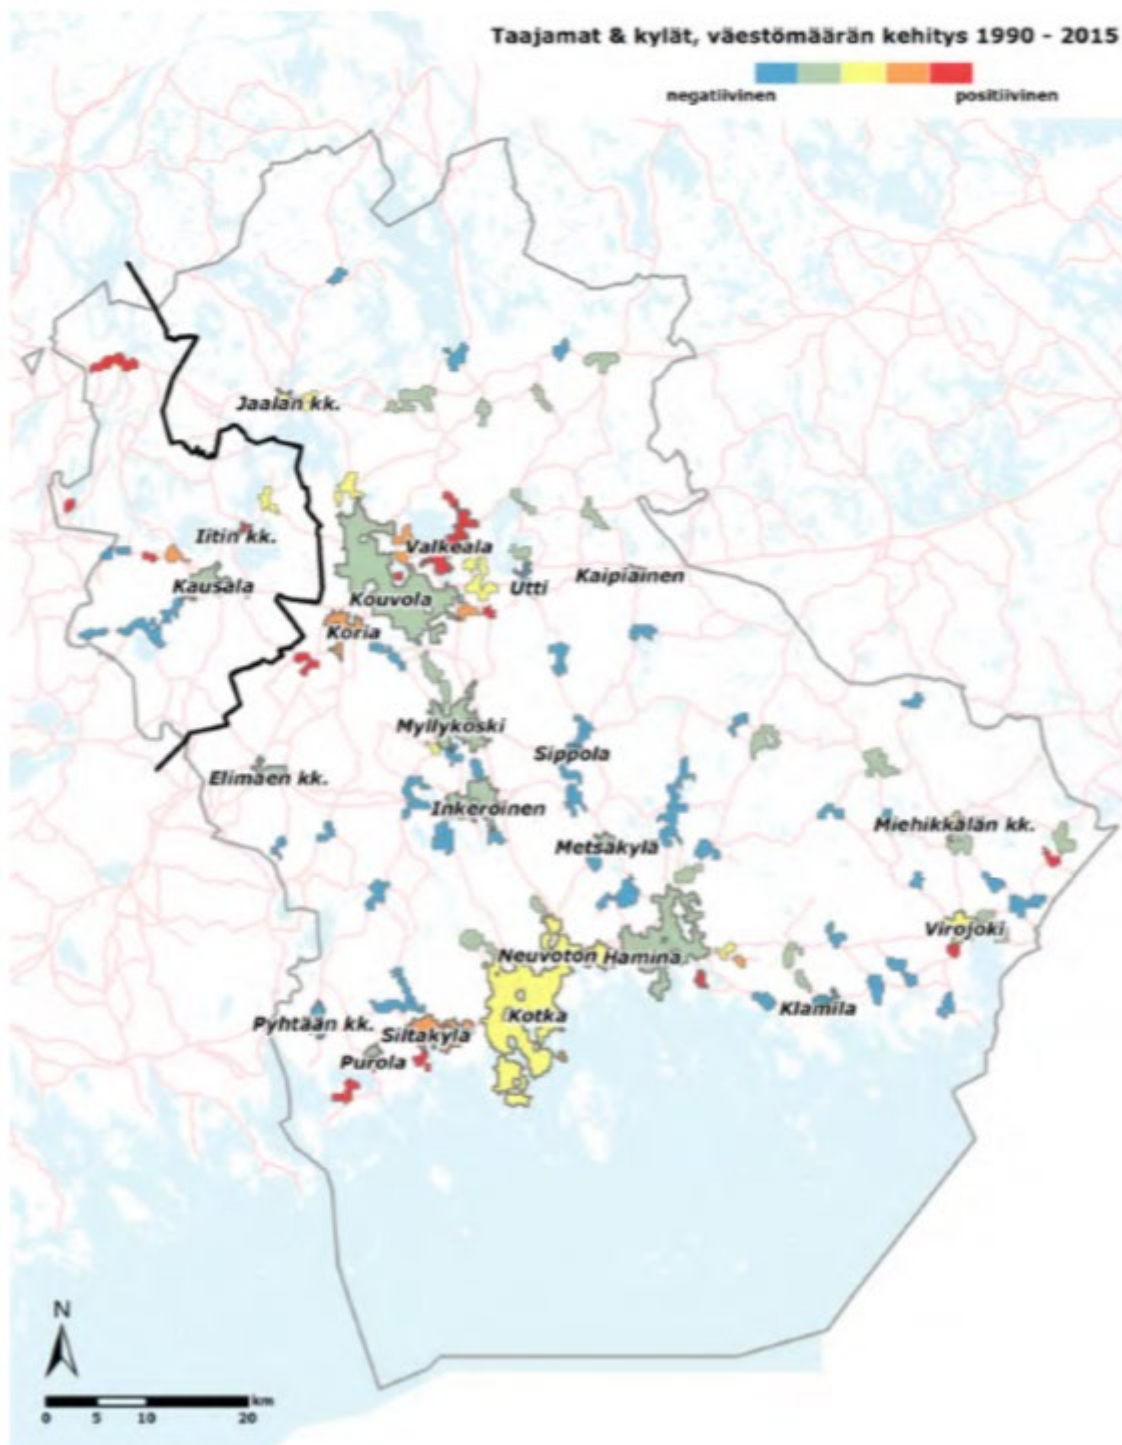 Taajamat & kylät, väestömäärän kehitys 1990 - 2015
negatiivinen
positiivinen
Jaalan kk.
Iitin kk.
Valkeala
Kausala
Utti
Kaipiainen
Kouvola
Koria
Myllykoski
Sippola
Elimäen kk.
Inkeroinen
Metsäkylä
Miehikkälän kk.
Virojoki
Neuvoton
Hamina
Klamila
Kotka
Pyhtään kk.
Siltakylä
Purola
N
km
0 5 10 20